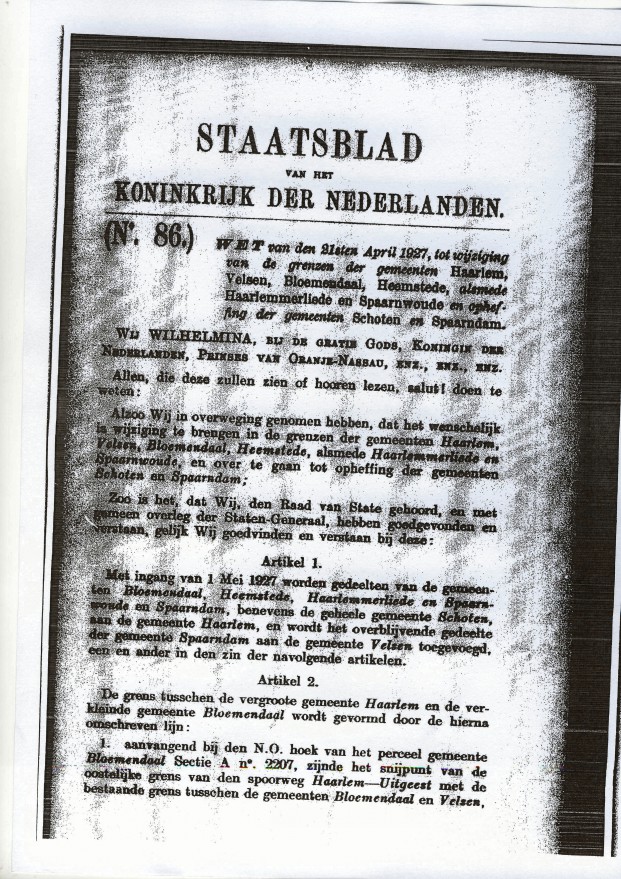 STAATSBLAD
VAN HET
KONINKRIJK DER NEDERLANDEN.
(N°. 86.)
WET van den 21sten April 1927, tot wijziging
van de grenzen der gemeenten Haarlem,
Velsen, Bloemendaal, Heemstede, alsmede
Haarlemmerliede en Spaarnwoude en ophef-
fing der gemeenten Schoten en Spaarndam.
WIJ WILHELMINA, BIJ DE GRATIE GODS, KONINGIN DER
NEDERLANDEN, PRINSES VAN ORANJE-NASSAU, ENZ., ENZ., ENZ.
Allen, die deze zullen zien of hooren lezen, salut! doen te
weten:
Alzoo Wij in overweging genomen hebben, dat het wenschelijk
is wijziging te brengen in de grenzen der gemeenten Haarlem,
Velsen, Bloemendaal, Heemstede, alsmede Haarlemmerliede en
Spaarnwoude, en over te gaan tot opheffing der gemeenten
Schoten en Spaarndam;
Zoo is het, dat Wij, den Raad van State gehoord, en met
gemeen overleg der Staten-Generaal, hebben goedgevonden en
verstaan, gelijk Wij goedvinden en verstaan bij deze:
Artikel 1.
Met ingang van 1 Mei 1927 worden gedeelten van de gemeen-
ten Bloemendaal, Heemstede, Haarlemmerliede en Spaarn-
woude en Spaarndam, benevens de geheele gemeente Schoten,
aan de gemeente Haarlem, en wordt het overblijvende gedeelte
der gemeente Spaarndam aan de gemeente Velsen toegevoegd,
een en ander in den zin der navolgende artikelen.
Artikel 2.
De grens tusschen de vergroote gemeente Haarlem en de ver-
kleinde gemeente Bloemendaal wordt gevormd door de hierna
omschreven lijn:
1. aanvangend bij den N.O. hoek van het perceel gemeente
Bloemendaal Sectie A n°. 2207, zijnde het snijpunt van de
oostelijke grens van den spoorweg Haarlem—Uitgeest met de
bestaande grens tusschen de gemeenten Bloemendaal en Velsen,